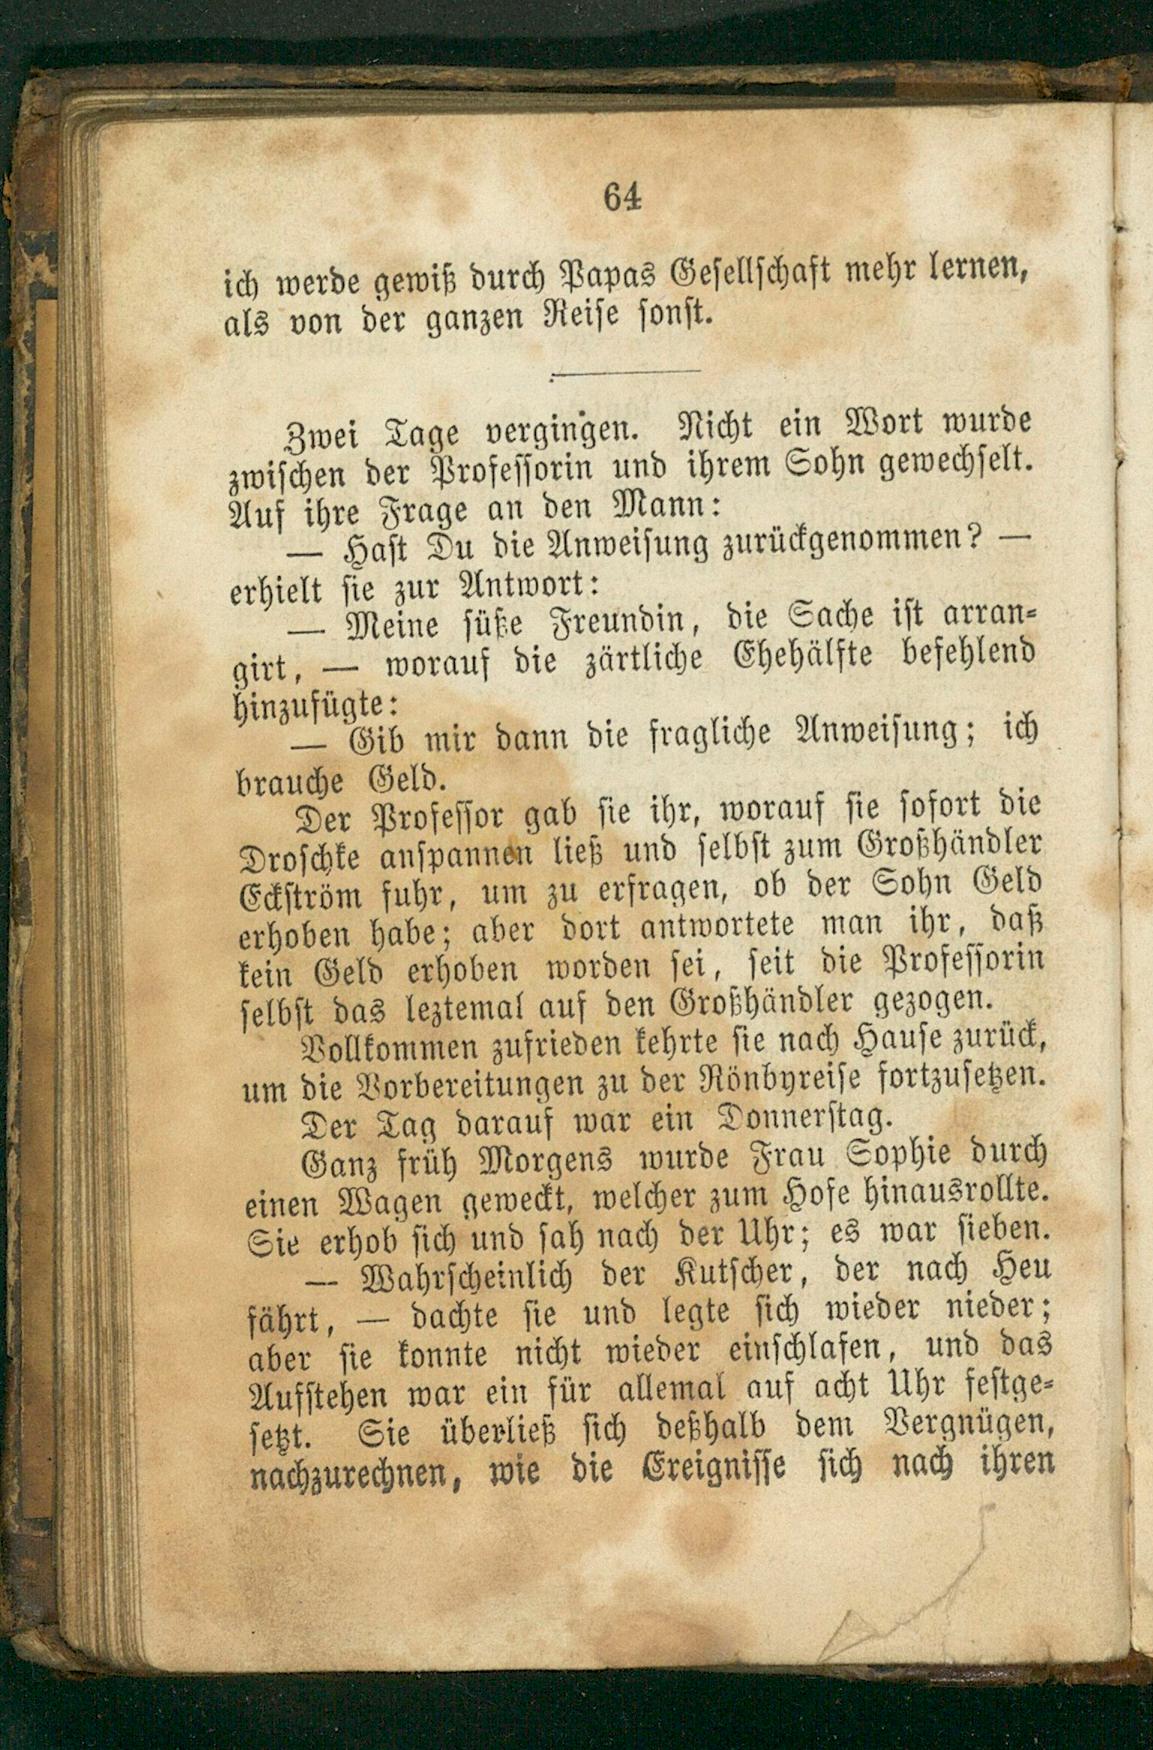 64
ich werde gewiß durch Papas Gesellschaft mehr lernen,
als von der ganzen Reise sonst.
Zwei Tage vergingen. Nicht ein Wort wurde
zwischen der Professorin und ihrem Sohn gewechselt.
Auf ihre Frage an den Mann:
— Hast Du die Anweisung zurückgenommen? —
erhielt sie zur Antwort:
— Meine süße Freundin, die Sache ist arran-
girt, — worauf die zärtliche Ehehälfte befehlend
hinzufügte:
— Gib mir dann die fragliche Anweisung; ich
brauche Geld.
Der Professor gab sie ihr, worauf sie sofort die
Droschke anspannen ließ und selbst zum Großhändler
Eckström fuhr, um zu erfragen, ob der Sohn Geld
erhoben habe; aber dort antwortete man ihr, daß
kein Geld erhoben worden sei, seit die Professorin
selbst das leztemal auf den Großhändler gezogen.
Vollkommen zufrieden kehrte sie nach Hause zurück,
um die Vorbereitungen zu der Rönbyreise fortzusetzen.
Der Tag darauf war ein Donnerstag.
Ganz früh Morgens wurde Frau Sophie durch
einen Wagen geweckt, welcher zum Hofe hinausrollte.
Sie erhob sich und sah nach der Uhr; es war sieben.
— Wahrscheinlich der Kutscher, der nach Heu
fährt, — dachte sie und legte sich wieder nieder;
aber sie konnte nicht wieder einschlafen, und das
Aufstehen war ein für allemal auf acht Uhr festge-
setzt. Sie überließ sich deßhalb dem Vergnügen,
nachzurechnen, wie die Ereignisse sich nach ihren